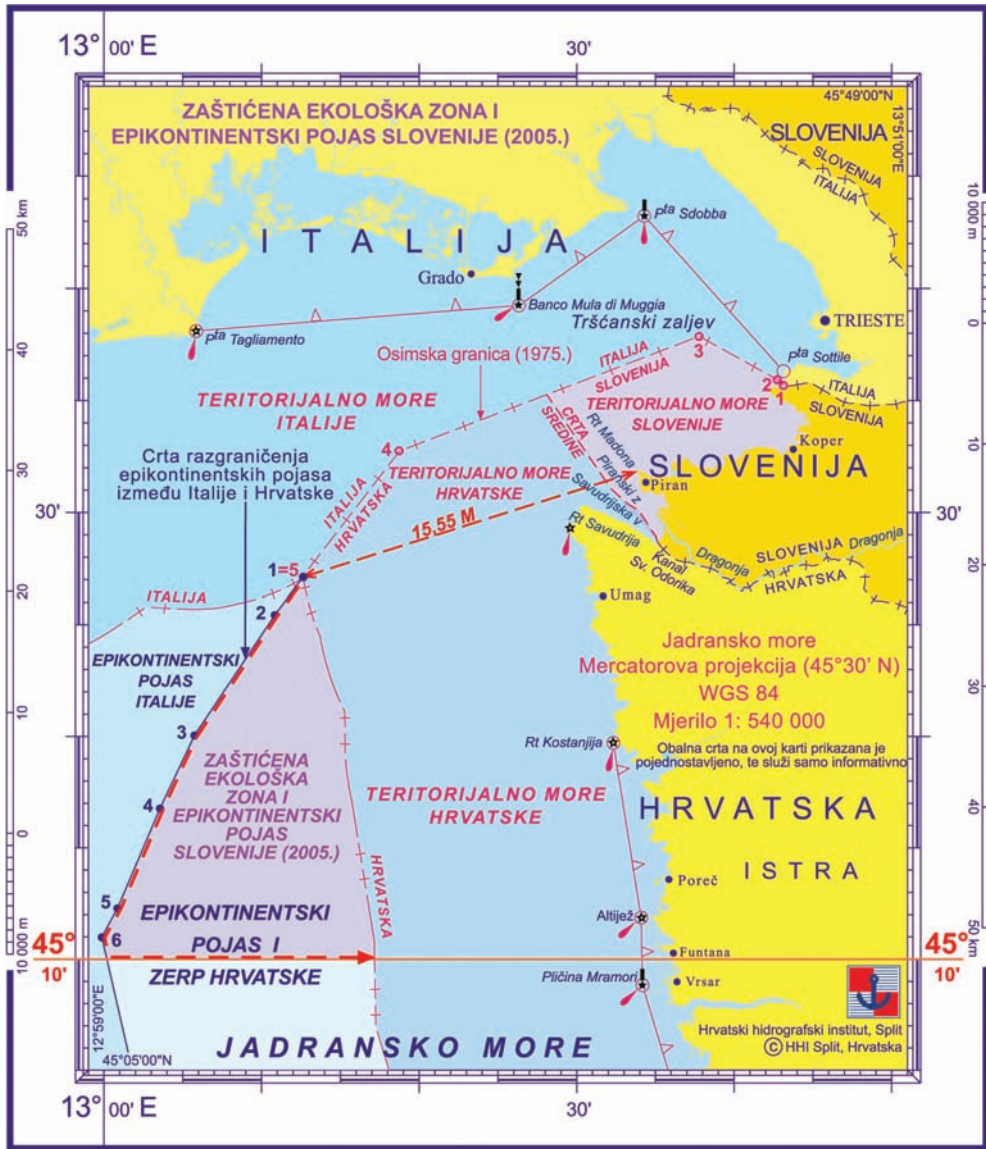 13° 00' E
30'
45°49'00"N
13°51'00"E
ZAŠTIĆENA EKOLOŠKA ZONA I
EPIKONTINENTSKI POJAS SLOVENIJE (2005.)
SLOVENIJA
SLOVENIJA
ITALIJA
50 km
10 000 m
Pta Sdobba
ITALIJA
Grado
Banco Mula di Muggia
Tršćanski zaljev
TRIESTE
0
Pta Tagliamento
40
Osimska granica (1975.)
ITALIJA
SLOVENIJA
3
Pta Sottile
2
1
ITALIJA
SLOVENIJA
TERITORIJALNO MORE
ITALIJE
TERITORIJALNO MORE
SLOVENIJE
CRTA
SREDINE
Rt Madona
Piranski z
Savudrijska v
Koper
10
4
Crta razgraničenja
epikontinentskih pojasa
između Italije i Hrvatske
TERITORIJALNO MORE
HRVATSKE
SLOVENIJA
30
Piran
ITALIJA
HRVATSKA
15,55 M
30'
30'
Rt Savudrija
Kanal
Sv. Odorika
Dragonja
SLOVENIJA
Dragonja
HRVATSKA
20
1=5
20
ITALIJA
Umag
2
Jadransko more
Mercatorova projekcija (45°30' N)
WGS 84
Mjerilo 1: 540 000
EPIKONTINENTSKI
POJAS
ITALIJE
10
30
3
Rt Kostanjija
Obalna crta na ovoj karti prikazana je
pojednostavljeno, te služi samo informativno
ZAŠTIĆENA
EKOLOŠKA
ZONA I
EPIKONTINENTSKI
POJAS
SLOVENIJE (2005.)
TERITORIJALNO MORE
HRVATSKE
HRVATSKA
4
40
0
HRVATSKA
ISTRA
Poreč
5
EPIKONTINENTSKI
Altijež
6
POJAS I
Funtana
45°
10'
10 000 m
50 km
45°
10'
ZERP HRVATSKE
Pličina Mramori
Vrsar
12°59'00"E
45°05'00"N
JADRANSKO MORE
Hrvatski hidrografski institut, Split
© HHI Split, Hrvatska
13° 00' E
30'